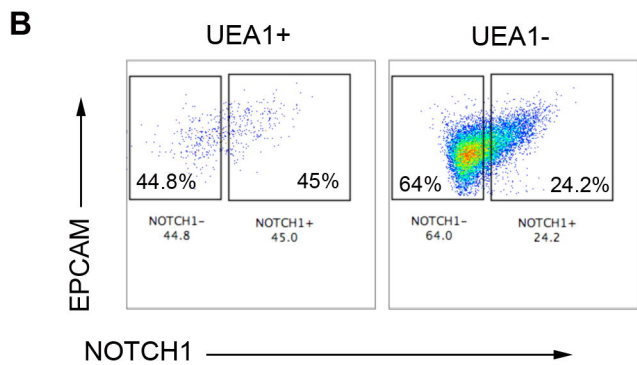 B
UEA1+
UEA1-
44.8%
45%
64%
24.2%
NOTCH1-
44.8
NOTCH1+
45.0
NOTCH1-
64.0
NOTCH1+
24.2
EPCAM
NOTCH1